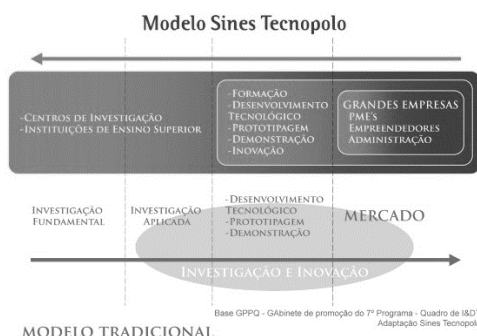 Modelo Sines Tecnopolo
-Centros de Investigação
-Instituições de Ensino Superior
-Formação
-Desenvolvimento
Tecnológico
-Prototipagem
-Demonstração
-Inovação
Grandes Empresas
PME's
Empreendedores
Administração
Investigação
Fundamental
Investigação
Aplicada
-Desenvolvimento
Tecnológico
-Prototipagem
-Demonstração
Mercado
Investigação e Inovação
Base GPPQ - GAbinete de promoção do 7º Programa - Quadro de I&DT
Adaptação Sines Tecnopolo
Modelo Tradicional